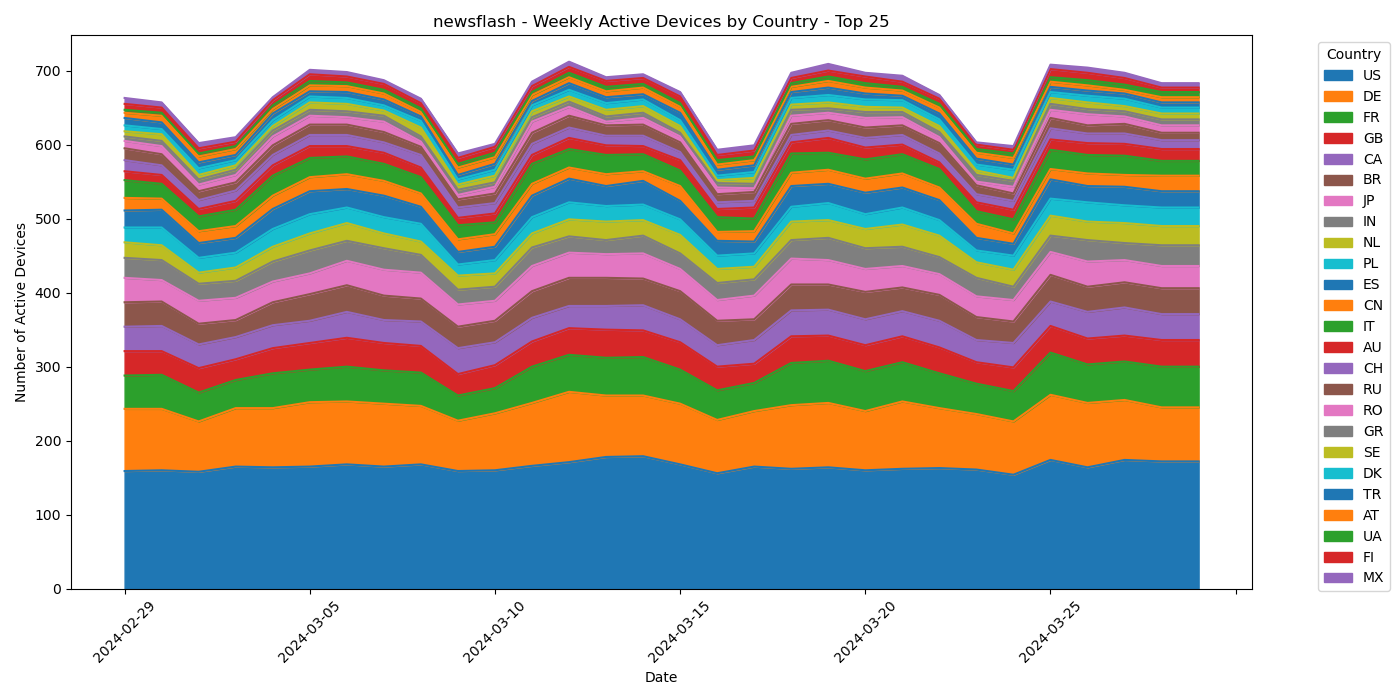 newsflash - Weekly Active Devices by Country - Top 25
Number of Active Devices
700
600
500
400
300
200
100
0
2024-02-29
2024-03-05
2024-03-10
2024-03-15
2024-03-20
2024-03-25
Date
Country
US
DE
FR
GB
CA
BR
JP
IN
NL
PL
ES
CN
IT
AU
CH
RU
RO
GR
SE
DK
TR
AT
UA
FI
MX